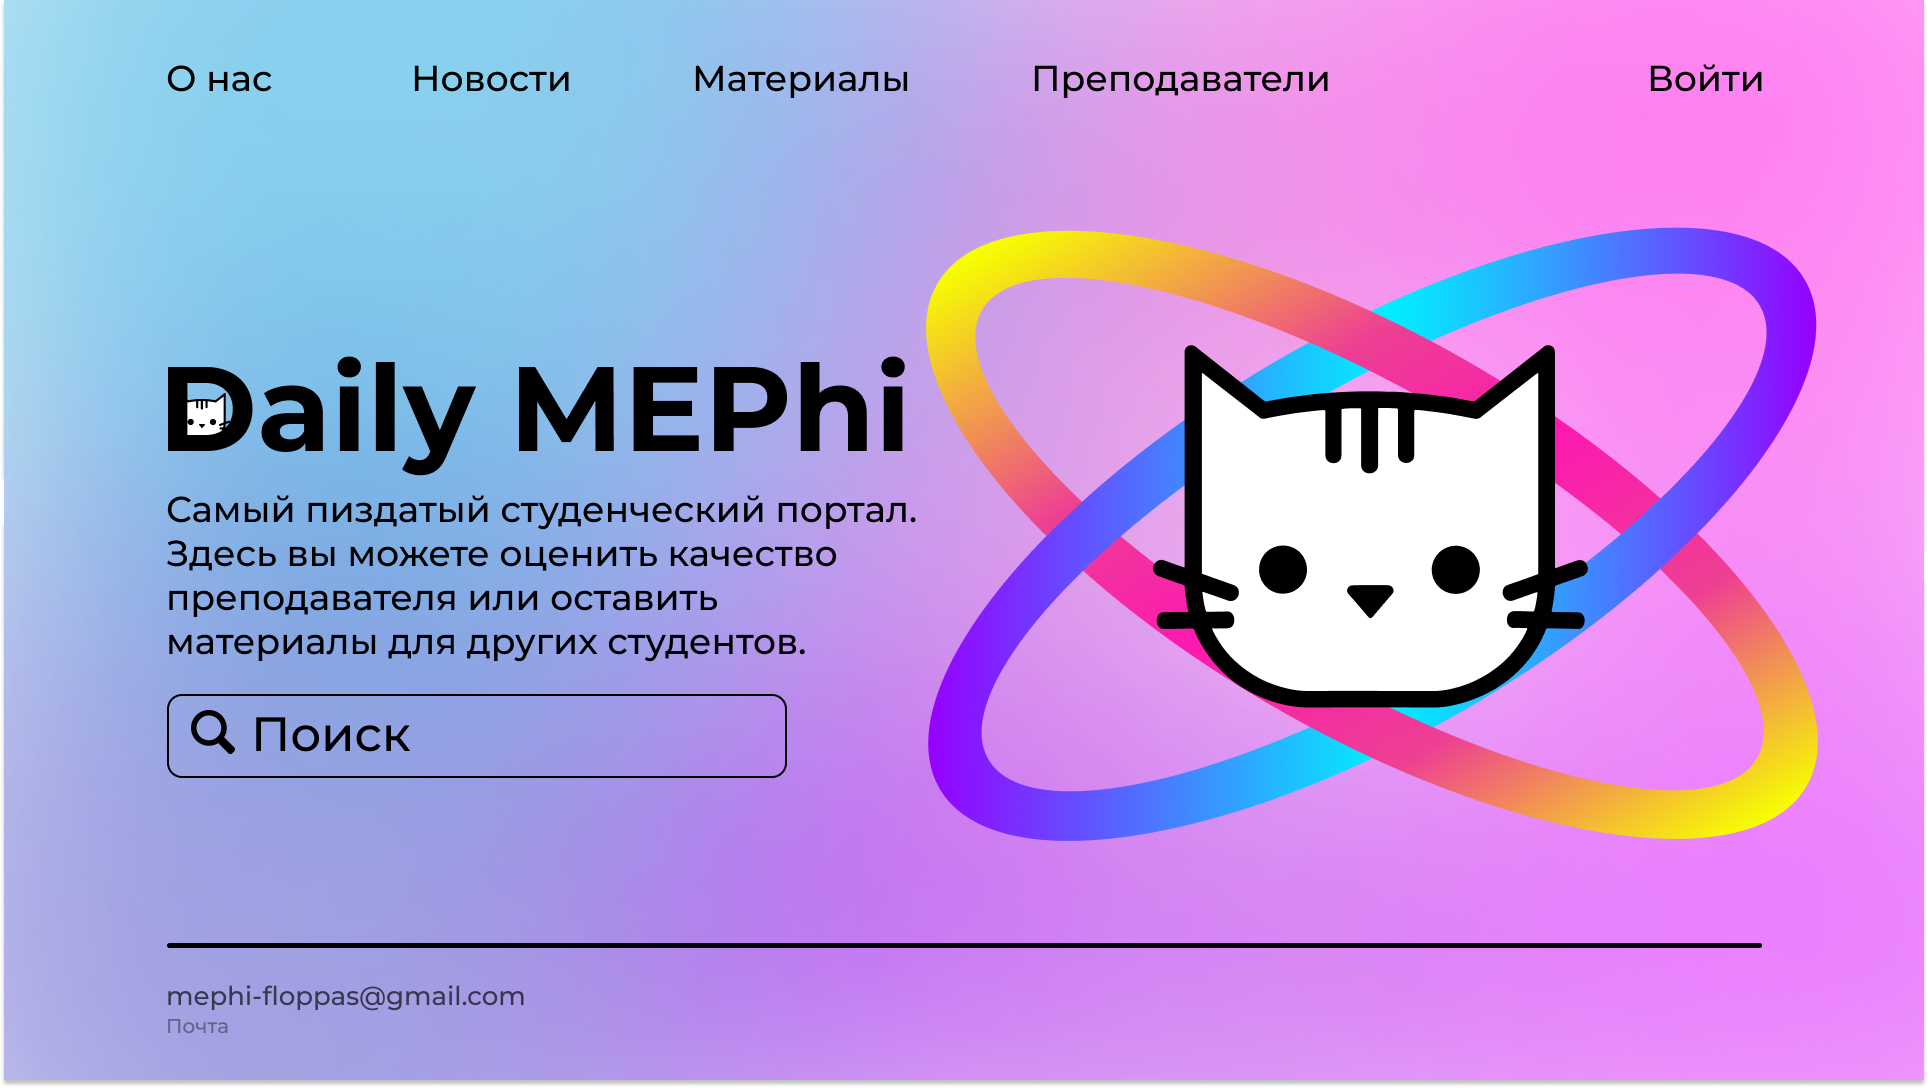 О нас
Новости
Материалы
Преподаватели
Войти
Daily MEPhi
Самый пиздатый студенческий портал.
Здесь вы можете оценить качество
преподавателя или оставить
материалы для других студентов.
Поиск
mephi-floppas@gmail.com
Почта